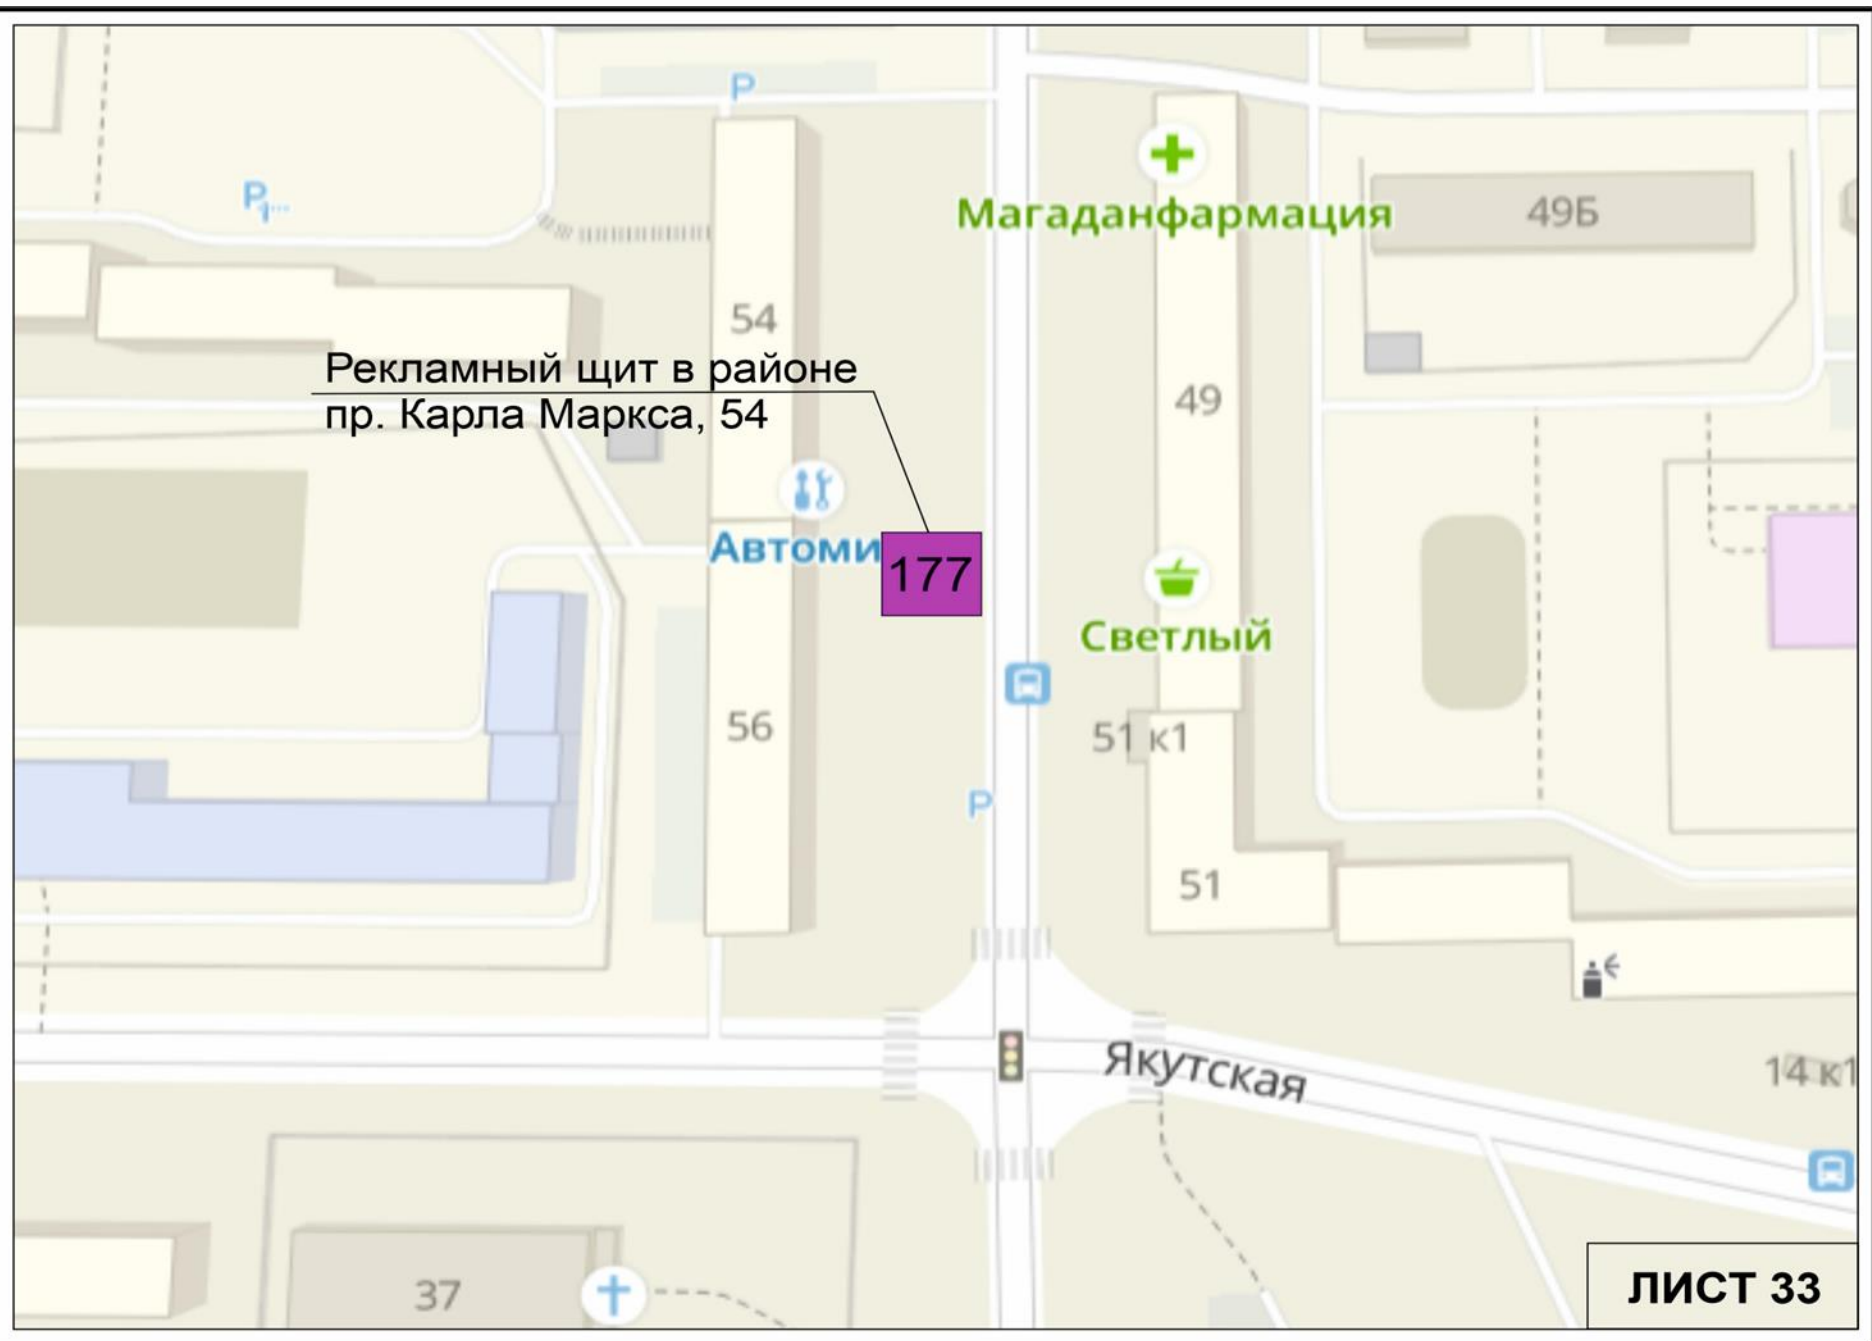 P
Р...
Магаданфармация
49Б
54
Рекламный щит в районе
пр. Карла Маркса, 54
49
Автоми
177
Светлый
56
51 к1
P
51
Якутская
14 к1
37
ЛИСТ 33